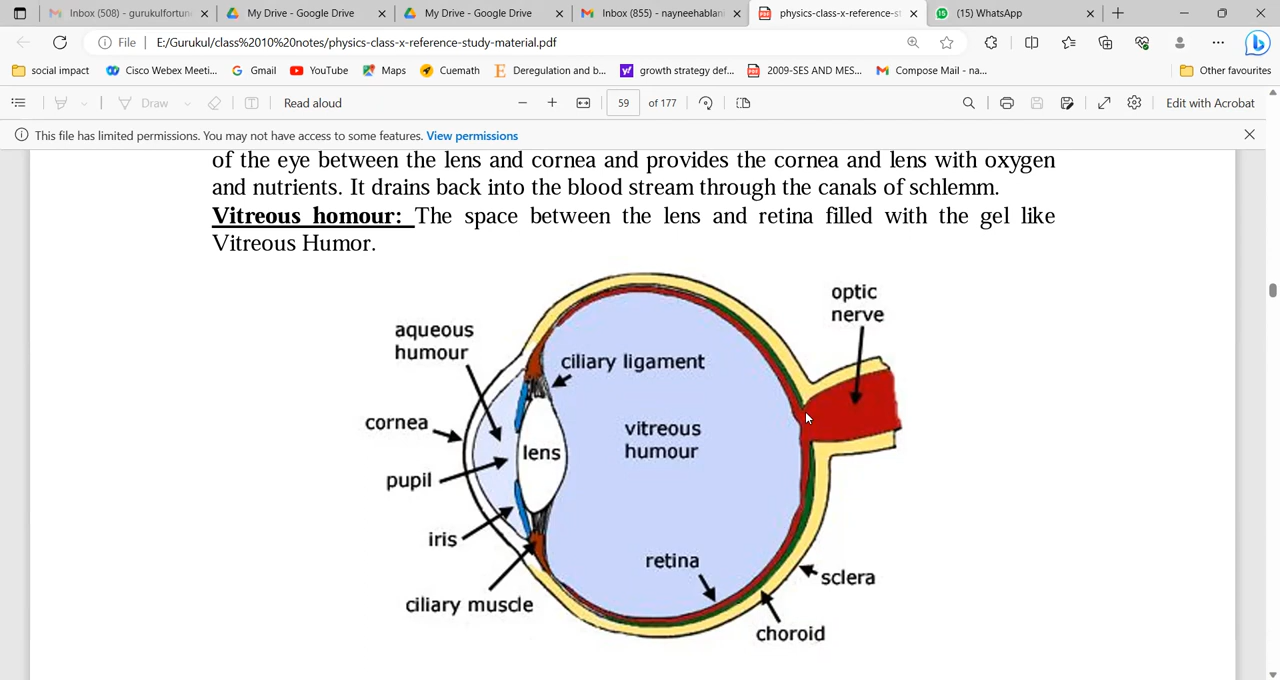 Inbox (508) - gurukulfortun
My Drive - Google Drive
My Drive - Google Drive
Inbox (855) - nayneehablani
physics-class-x-reference-st
(15) WhatsApp
File
E:/Gurukul/class%2010%20notes/physics-class-x-reference-study-material.pdf
social impact
Cisco Webex Meeti...
Gmail
YouTube
Maps
Cuemath
Deregulation and b...
growth strategy def...
2009-SES AND MES...
Compose Mail - na...
Other favourites
Draw
Read aloud
59 of 177
Edit with Acrobat
This file has limited permissions. You may not have access to some features. View permissions
of the eye between the lens and cornea and provides the cornea and lens with oxygen
and nutrients. It drains back into the blood stream through the canals of schlemm.
Vitreous homour: The space between the lens and retina filled with the gel like
Vitreous Humor.
optic
nerve
aqueous
humour
ciliary ligament
cornea
vitreous
humour
lens
pupil
iris
retina
sclera
ciliary muscle
choroid